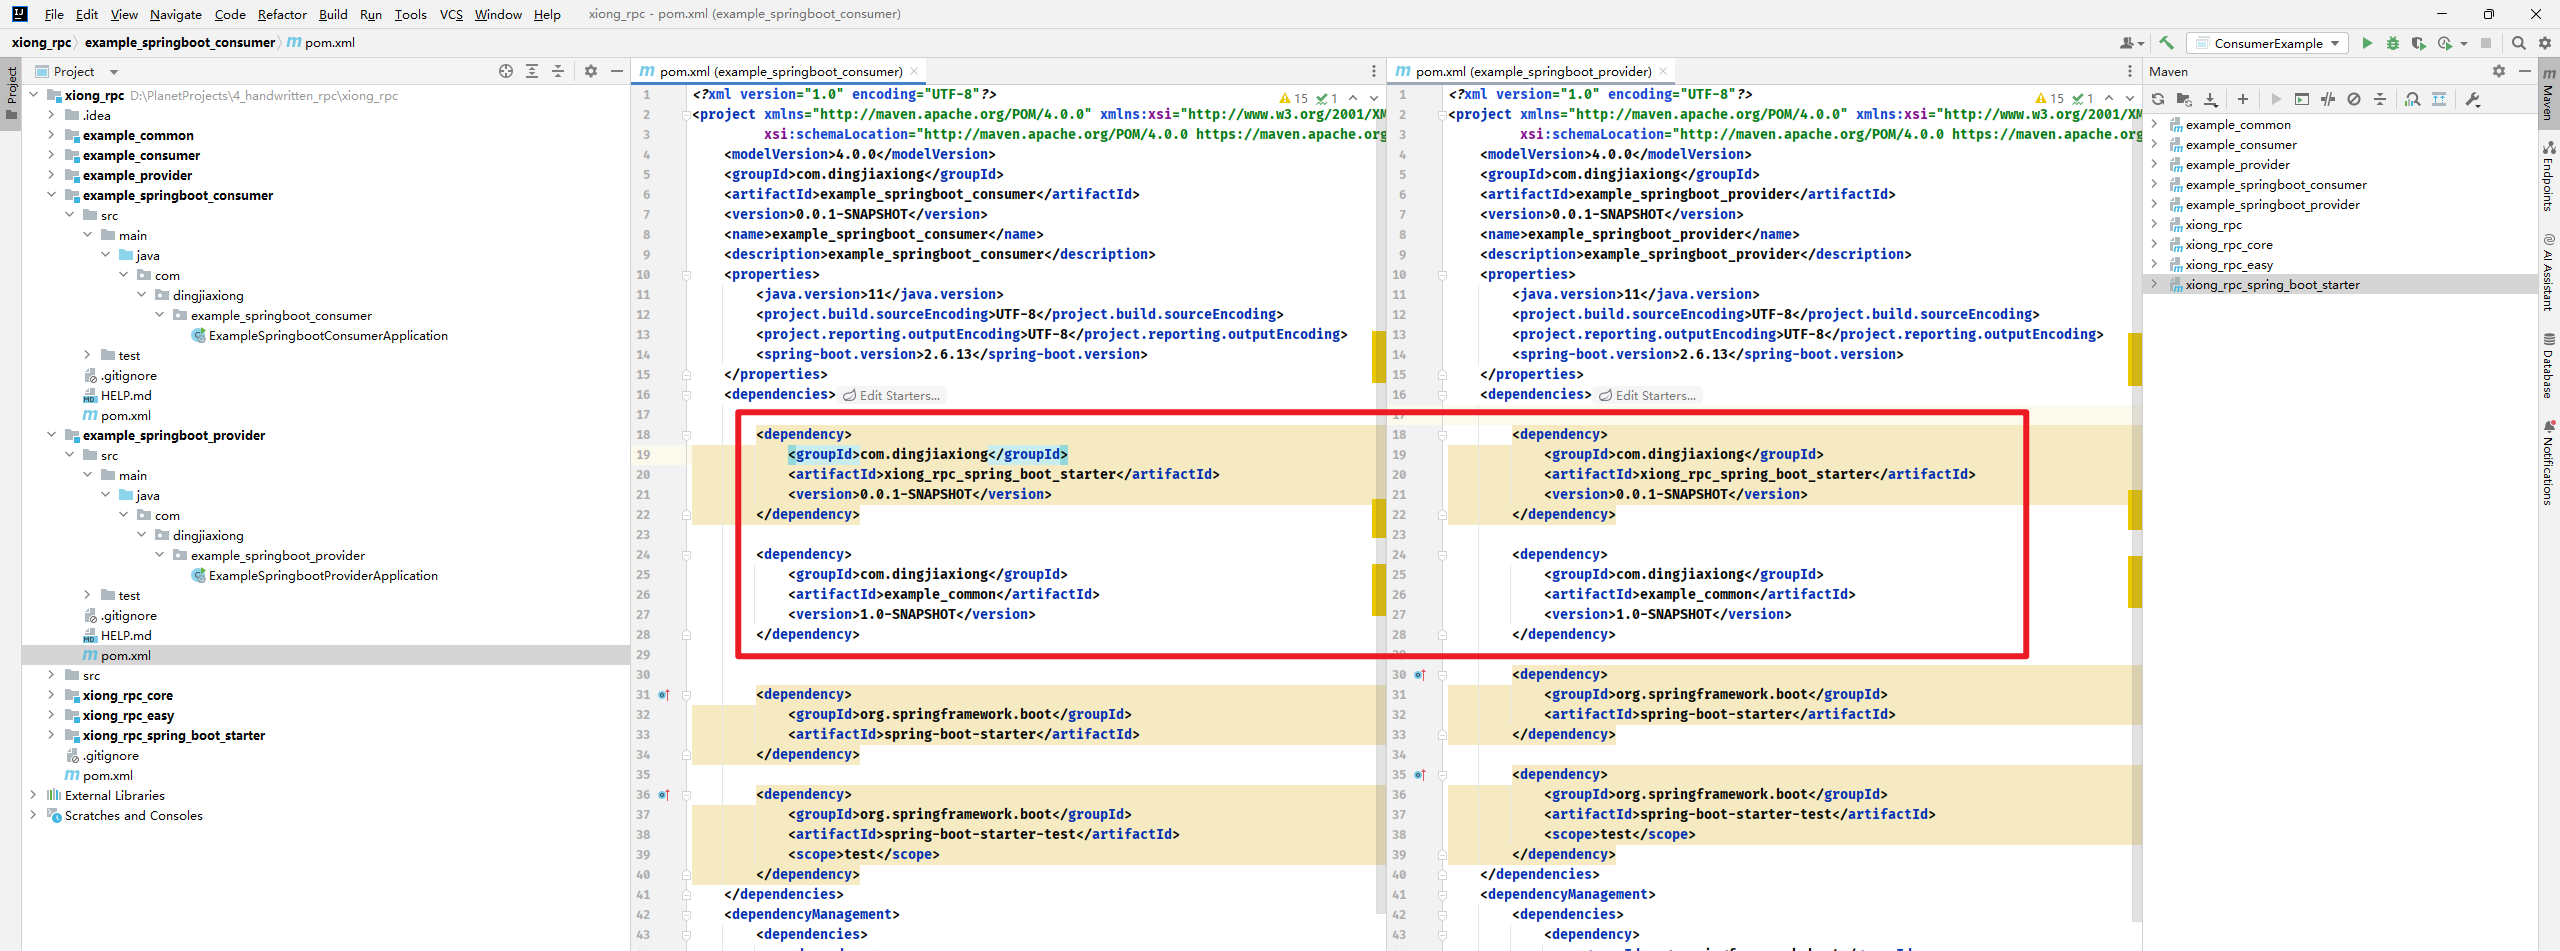 File Edit View Navigate Code Refactor Build Run Tools VCS Window Help xiong_rpc - pom.xml (example_springboot_consumer)
xiong_rpc example_springboot_consumer pom.xml
ConsumerExample
Project
Project
xiong_rpc D:\PlanetProjects\4_handwritten_rpc\xiong_rpc
.idea
example_common
example_consumer
example_provider
example_springboot_consumer
src
main
java
com
dingjiaxiong
example_springboot_consumer
ExampleSpringbootConsumerApplication
test
.gitignore
HELP.md
pom.xml
example_springboot_provider
src
main
java
com
dingjiaxiong
example_springboot_provider
ExampleSpringbootProviderApplication
test
.gitignore
HELP.md
pom.xml
src
xiong_rpc_core
xiong_rpc_easy
xiong_rpc_spring_boot_starter
.gitignore
pom.xml
External Libraries
Scratches and Consoles
pom.xml (example_springboot_consumer)
15 1
1 <?xml version="1.0" encoding="UTF-8"?>
2 <project xmlns="http://maven.apache.org/POM/4.0.0" xmlns:xsi="http://www.w3.org/2001/XM
3 xsi:schemaLocation="http://maven.apache.org/POM/4.0.0 https://maven.apache.org
4 <modelVersion>4.0.0</modelVersion>
5 <groupId>com.dingjiaxiong</groupId>
6 <artifactId>example_springboot_consumer</artifactId>
7 <version>0.0.1-SNAPSHOT</version>
8 <name>example_springboot_consumer</name>
9 <description>example_springboot_consumer</description>
10 <properties>
11 <java.version>11</java.version>
12 <project.build.sourceEncoding>UTF-8</project.build.sourceEncoding>
13 <project.reporting.outputEncoding>UTF-8</project.reporting.outputEncoding>
14 <spring-boot.version>2.6.13</spring-boot.version>
15 </properties>
16 <dependencies> Edit Starters...
17
18 <dependency>
19 <groupId>com.dingjiaxiong</groupId>
20 <artifactId>xiong_rpc_spring_boot_starter</artifactId>
21 <version>0.0.1-SNAPSHOT</version>
22 </dependency>
23
24 <dependency>
25 <groupId>com.dingjiaxiong</groupId>
26 <artifactId>example_common</artifactId>
27 <version>1.0-SNAPSHOT</version>
28 </dependency>
29
30
31 <dependency>
32 <groupId>org.springframework.boot</groupId>
33 <artifactId>spring-boot-starter</artifactId>
34 </dependency>
35
36 <dependency>
37 <groupId>org.springframework.boot</groupId>
38 <artifactId>spring-boot-starter-test</artifactId>
39 <scope>test</scope>
40 </dependency>
41 </dependencies>
42 <dependencyManagement>
43 <dependencies>
pom.xml (example_springboot_provider)
15 1
1 <?xml version="1.0" encoding="UTF-8"?>
2 <project xmlns="http://maven.apache.org/POM/4.0.0" xmlns:xsi="http://www.w3.org/2001/XM
3 xsi:schemaLocation="http://maven.apache.org/POM/4.0.0 https://maven.apache.org
4 <modelVersion>4.0.0</modelVersion>
5 <groupId>com.dingjiaxiong</groupId>
6 <artifactId>example_springboot_provider</artifactId>
7 <version>0.0.1-SNAPSHOT</version>
8 <name>example_springboot_provider</name>
9 <description>example_springboot_provider</description>
10 <properties>
11 <java.version>11</java.version>
12 <project.build.sourceEncoding>UTF-8</project.build.sourceEncoding>
13 <project.reporting.outputEncoding>UTF-8</project.reporting.outputEncoding>
14 <spring-boot.version>2.6.13</spring-boot.version>
15 </properties>
16 <dependencies> Edit Starters...
17
18 <dependency>
19 <groupId>com.dingjiaxiong</groupId>
20 <artifactId>xiong_rpc_spring_boot_starter</artifactId>
21 <version>0.0.1-SNAPSHOT</version>
22 </dependency>
23
24 <dependency>
25 <groupId>com.dingjiaxiong</groupId>
26 <artifactId>example_common</artifactId>
27 <version>1.0-SNAPSHOT</version>
28 </dependency>
30 <dependency>
31 <groupId>org.springframework.boot</groupId>
32 <artifactId>spring-boot-starter</artifactId>
33 </dependency>
34
35 <dependency>
36 <groupId>org.springframework.boot</groupId>
37 <artifactId>spring-boot-starter-test</artifactId>
38 <scope>test</scope>
39 </dependency>
40 </dependencies>
41 <dependencyManagement>
42 <dependencies>
43 <dependency>
Maven
example_common
example_consumer
example_provider
example_springboot_consumer
example_springboot_provider
xiong_rpc
xiong_rpc_core
xiong_rpc_easy
xiong_rpc_spring_boot_starter
Maven
Endpoints
AI Assistant
Database
Notifications